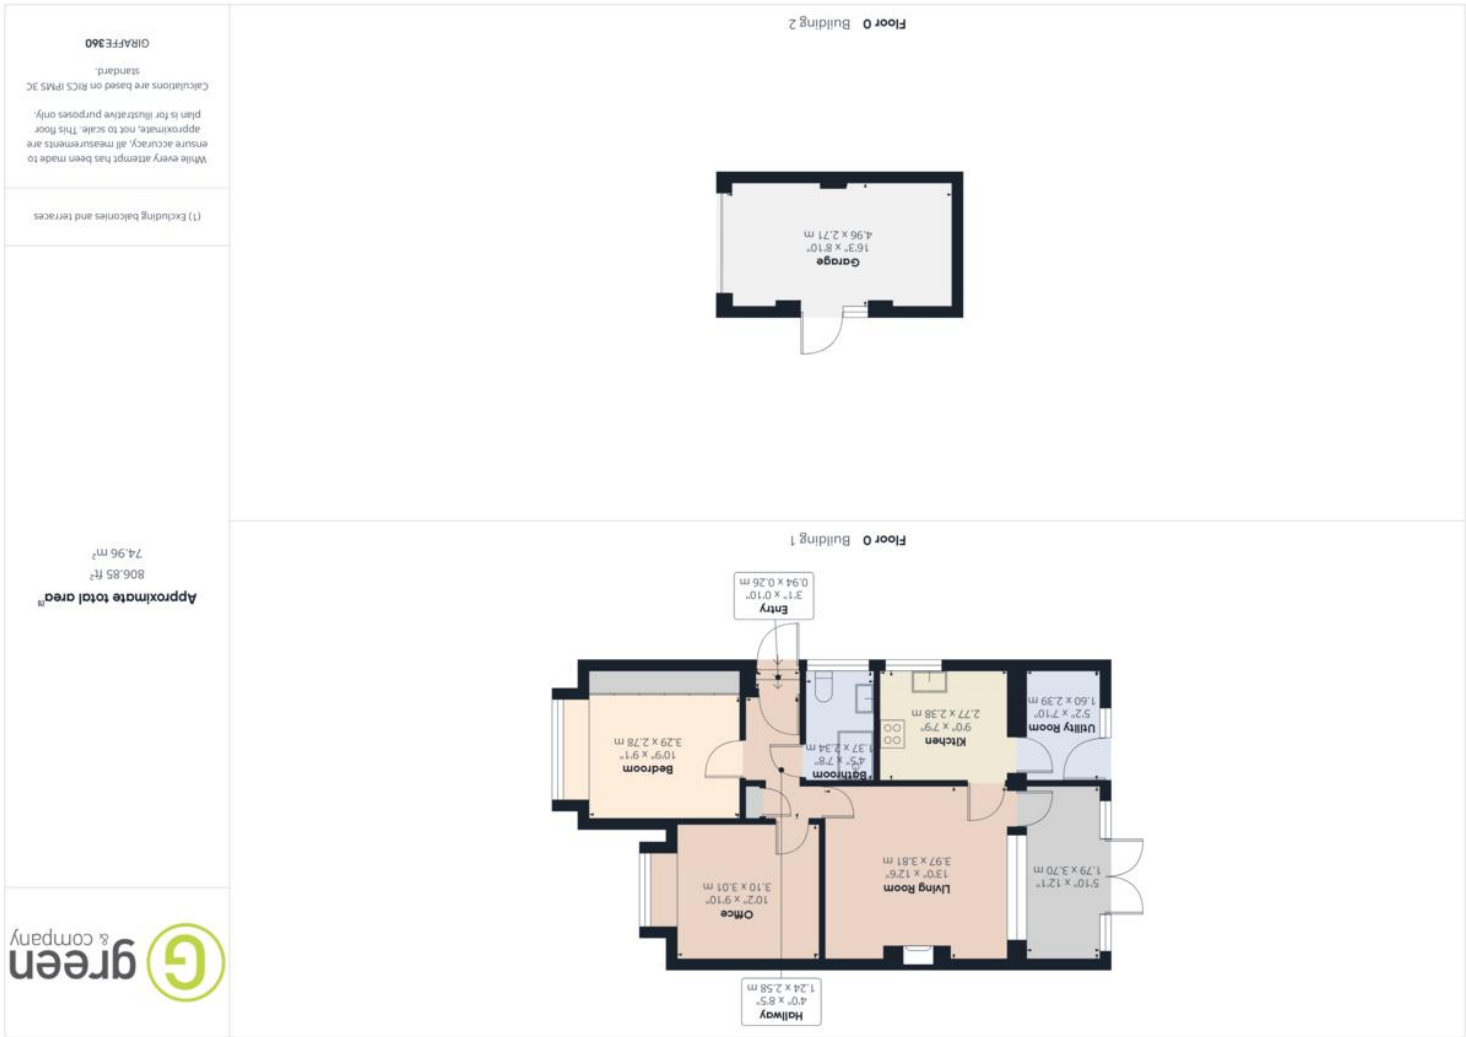 green
& company
Approximate total area(1)
806.85 ft²
74.96 m²
(1) Excluding balconies and terraces
While every attempt has been made to
ensure accuracy, all measurements are
approximate, not to scale. This floor
plan is for illustrative purposes only.
Calculations are based on RICS IPMS 3C
standard.
GIRAFFE360
Hallway
4'0" x 8'5"
1.24 x 2.58 m
5'10" x 12'1"
1.79 x 3.70 m
Living Room
13'0" x 12'6"
3.97 x 3.81 m
Office
10'2" x 9'10"
3.10 x 3.01 m
Utility Room
5'2" x 7'10"
1.60 x 2.39 m
Kitchen
9'0" x 7'9"
2.77 x 2.38 m
Bathroom
4'5" x 7'8"
1.37 x 2.34 m
Bedroom
10'9" x 9'1"
3.29 x 2.78 m
Entry
3'1" x 0'10"
0.94 x 0.26 m
Floor 0 Building 1
Garage
16'3" x 8'10"
4.96 x 2.71 m
Floor 0 Building 2